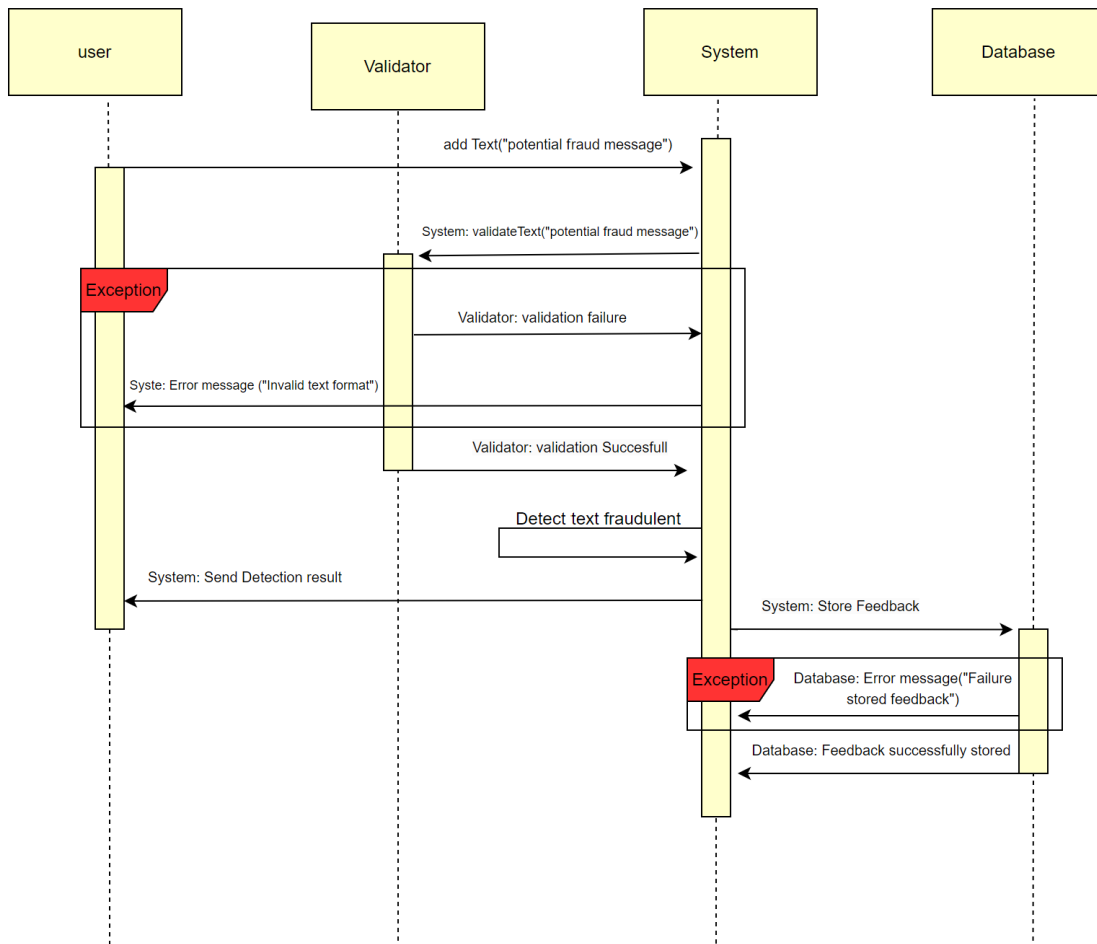 user
Validator
System
Database
add Text("potential fraud message")
System: validateText("potential fraud message")
Exception
Validator: validation failure
Syste: Error message ("Invalid text format")
Validator: validation Succesfull
Detect text fraudulent
System: Send Detection result
System: Store Feedback
Exception
Database: Error message("Failure
stored feedback")
Database: Feedback successfully stored